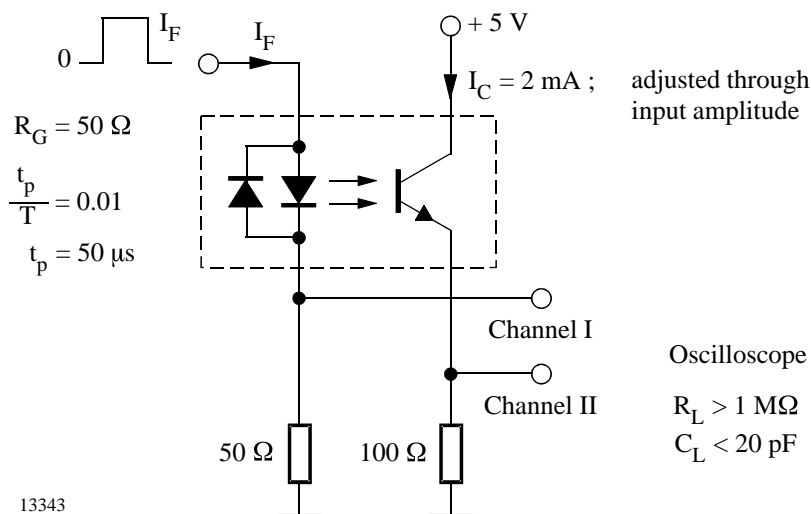 0
I_F
I_F
+ 5 V
I_C = 2 mA ;
adjusted through
input amplitude
R_G = 50 Ω
t_p
T
= 0.01
t_p = 50 µs
Channel I
Channel II
Oscilloscope
R_L > 1 MΩ
C_L < 20 pF
50 Ω
100 Ω
13343